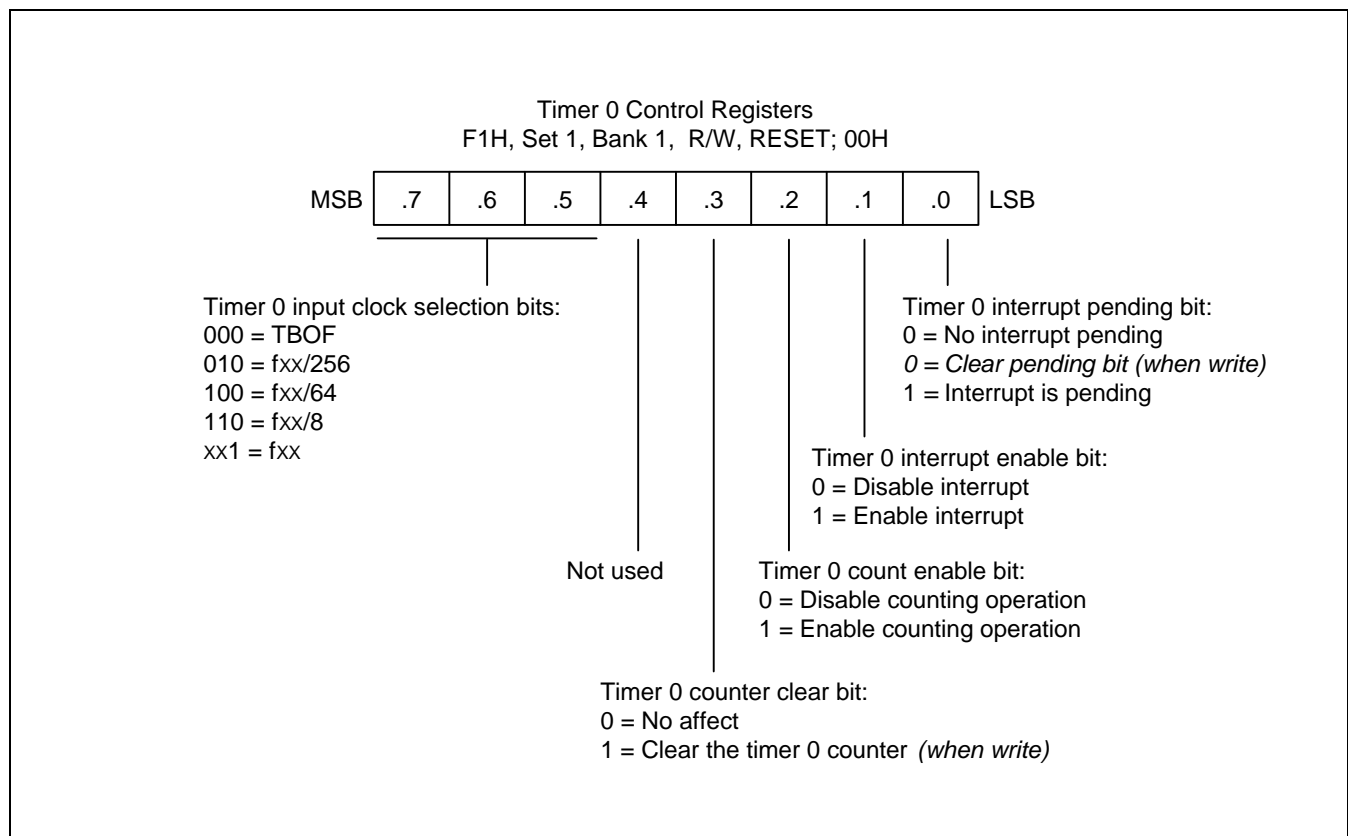 Timer 0 Control Registers
F1H, Set 1, Bank 1, R/W, RESET; 00H
MSB .7 .6 .5 .4 .3 .2 .1 .0 LSB
Timer 0 input clock selection bits:
000 = TBOF
010 = fxx/256
100 = fxx/64
110 = fxx/8
xx1 = fxx
Timer 0 interrupt pending bit:
0 = No interrupt pending
0 = Clear pending bit (when write)
1 = Interrupt is pending
Timer 0 interrupt enable bit:
0 = Disable interrupt
1 = Enable interrupt
Not used
Timer 0 count enable bit:
0 = Disable counting operation
1 = Enable counting operation
Timer 0 counter clear bit:
0 = No affect
1 = Clear the timer 0 counter (when write)